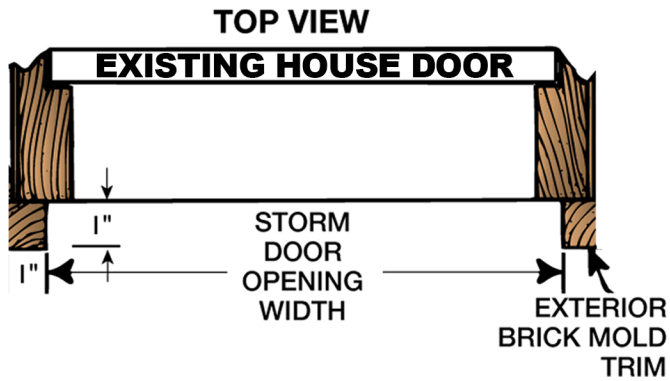 TOP VIEW
EXISTING HOUSE DOOR
1"
1"
STORM
DOOR
OPENING
WIDTH
EXTERIOR
BRICK MOLD
TRIM